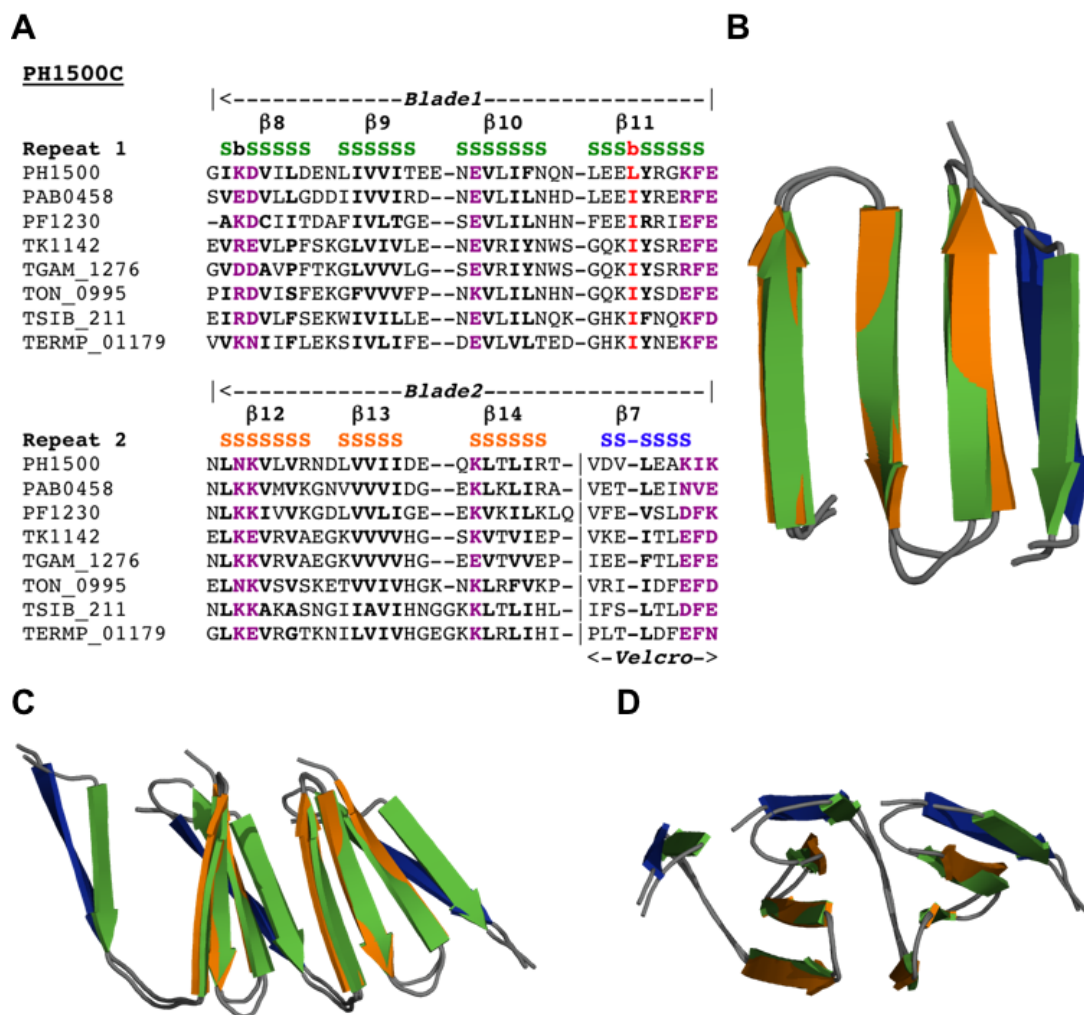 A
B
PH1500C
|<------------Blade1---------------|
β8 β9 β10 β11
Repeat 1 SbSSSSS SSSSSS SSSSSSS SSSbSSSSS
PH1500 GIKDVILDENLIVVITEE--NEVLIFNQN-LEELYRGKFE
PAB0458 SVEDVLLGDDIIVVIRD--NEVLILNHD-LEEIYRERFE
PF1230 -AKDCIITDAFIVLTGE--SEVLILNHN-FEEIRRIEFE
TK1142 EVREVLPFSKGLVIVLE--NEVRIYNWS-GQKIYSREFE
TGAM_1276 GVDDAVPFTKGLVVVLG--SEVRIYNWS-GQKIYSRRFE
TON_0995 PIRDVISFEKGFVVVFP--NKVLILNHN-GQKIYSDEFE
TSIB_211 EIRDVLFSEKWIVILLE--NEVLILNQK-GHKIFNQKFD
TERMP_01179 VVKNIIFLEKSIVLIFE--DEVLVLTED-GHKIYNEKFE
|<------------Blade2---------------|
β12 β13 β14 β7
Repeat 2 SSSSSSS SSSSS SSSSSS SS-SSSS
PH1500 NLNKVLVRNDLVVIIDE--QKLTLIRT-|VDV-LEAKIK
PAB0458 NLKKVMVKGNVVVVIDG--EKLKLIRA-|VET-LEINVE
PF1230 NLKKIVVKGDLVVLIGE--EKVKILKLQ|VFE-VSLDFK
TK1142 ELKEVRVAEGKVVVVHG--SKVTVIEP-|VKE-ITLEFD
TGAM_1276 ELKKVRVAEGKVVVVHG--EEVTVVEP-|IEE-FTLEFE
TON_0995 ELNKVSVSKETVVIVHGK-NKLRFVKP-|VRI-IDFEFD
TSIB_211 NLKKAKASNGIIAVIHNGGKKLTLIHL-|IFS-LTLDFE
TERMP_01179 GLKEVRGTKNILVIVHGEGKKLRLIHI-|PLT-LDFEFN
<-Velcro->
C
D